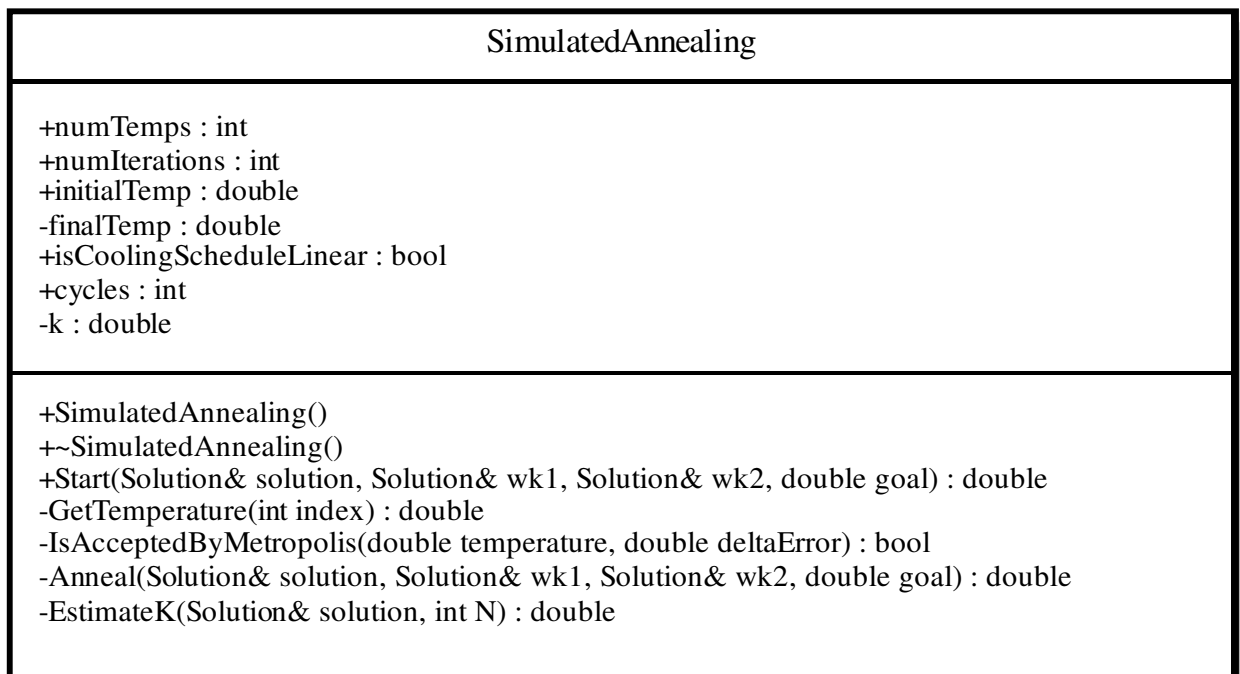 SimulatedAnnealing
+numTemps : int
+numIterations : int
+initialTemp : double
-finalTemp : double
+isCoolingScheduleLinear : bool
+cycles : int
-k : double
+SimulatedAnnealing()
+~SimulatedAnnealing()
+Start(Solution& solution, Solution& wk1, Solution& wk2, double goal) : double
-GetTemperature(int index) : double
-IsAcceptedByMetropolis(double temperature, double deltaError) : bool
-Anneal(Solution& solution, Solution& wk1, Solution& wk2, double goal) : double
-EstimateK(Solution& solution, int N) : double